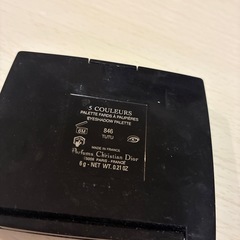 5 COULEURS
PALETTE FARDS À PAUPIÈRES
EYESHADOW PALETTE
6M
846
TUTU
MADE IN FRANCE
Parfums Christian Dior
75008 PARIS - FRANCE
6 g - NET WT. 0.21 OZ